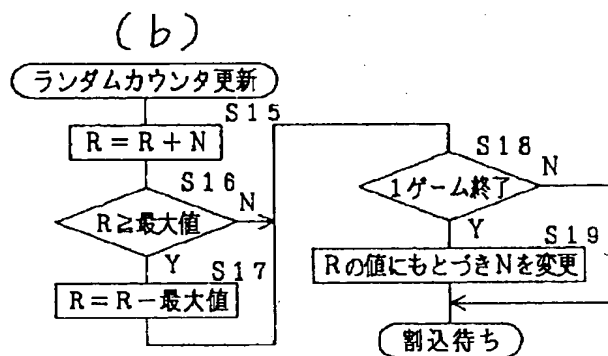 (b)
ランダムカウンタ更新
S15
R=R+N
S16
R≧最大値
N
Y
S17
R=R-最大値
S18
1ゲーム終了
N
Y
S19
Rの値にもとづきNを変更
割込待ち